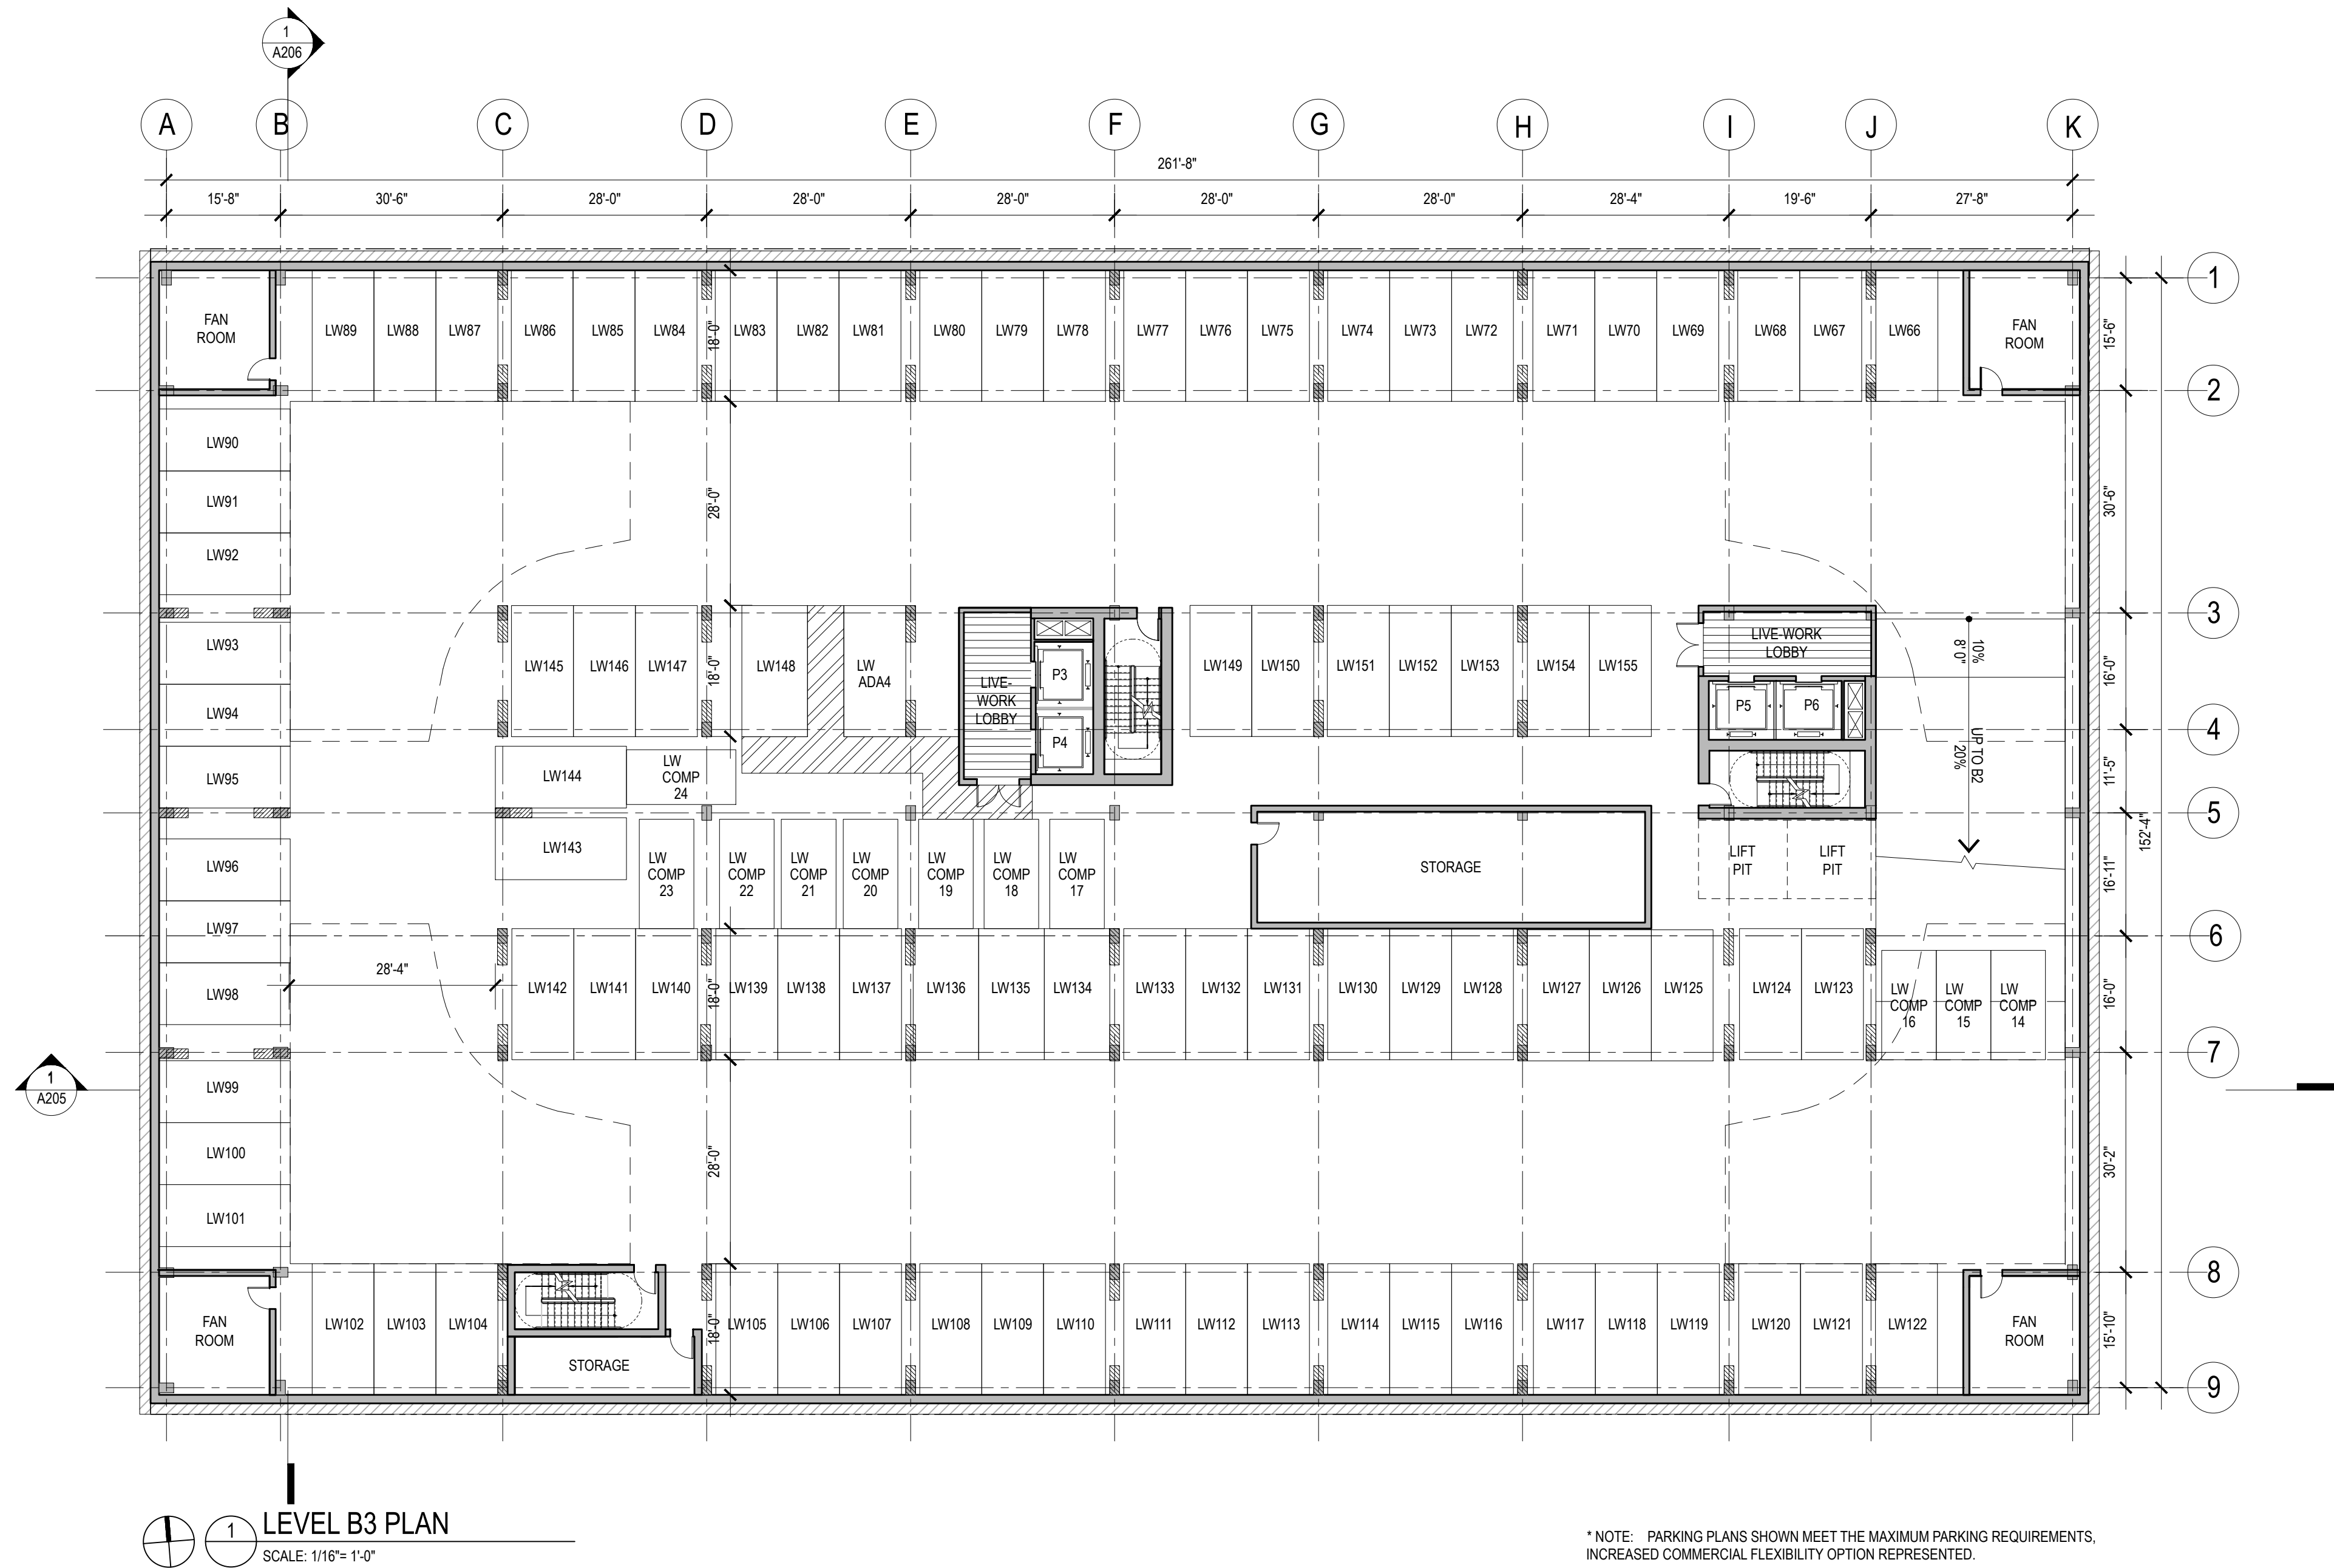 1
A206
A B C D E F G H I J K
261'-8"
15'-8" 30'-6" 28'-0" 28'-0" 28'-0" 28'-0" 28'-0" 28'-4" 19'-6" 27'-8"
1
FAN
ROOM
LW89 LW88 LW87 LW86 LW85 LW84 18'-0" LW83 LW82 LW81 LW80 LW79 LW78 LW77 LW76 LW75 LW74 LW73 LW72 LW71 LW70 LW69 LW68 LW67 LW66
FAN
ROOM
15'-6"
2
LW90
LW91
LW92
28'-0"
30'-6"
3
LW93
LW94
LW95
LW145 LW146 LW147 18'-0" LW148
LW
ADA4
LIVE-
WORK
LOBBY
P3
P4
LW149 LW150 LW151 LW152 LW153 LW154 LW155
LIVE-WORK
LOBBY
P5 P6
10%
8'-0"
UP TO B2
20%
16'-0"
4
11'-5"
5
152'-4"
LW144
LW
COMP
24
LW143
LW
COMP
23
LW
COMP
22
LW
COMP
21
LW
COMP
20
LW
COMP
19
LW
COMP
18
LW
COMP
17
STORAGE
LIFT
PIT
LIFT
PIT
16'-11"
6
LW96
LW97
LW98
28'-4"
LW142 LW141 LW140 18'-0" LW139 LW138 LW137 LW136 LW135 LW134 LW133 LW132 LW131 LW130 LW129 LW128 LW127 LW126 LW125 LW124 LW123
LW
COMP
16
LW
COMP
15
LW
COMP
14
16'-0"
7
1
A205
LW99
LW100
LW101
28'-0"
30'-2"
8
FAN
ROOM
LW102 LW103 LW104
STORAGE
18'-0" LW105 LW106 LW107 LW108 LW109 LW110 LW111 LW112 LW113 LW114 LW115 LW116 LW117 LW118 LW119 LW120 LW121 LW122
FAN
ROOM
15'-10"
9
1
LEVEL B3 PLAN
SCALE: 1/16"= 1'-0"
* NOTE: PARKING PLANS SHOWN MEET THE MAXIMUM PARKING REQUIREMENTS,
INCREASED COMMERCIAL FLEXIBILITY OPTION REPRESENTED.